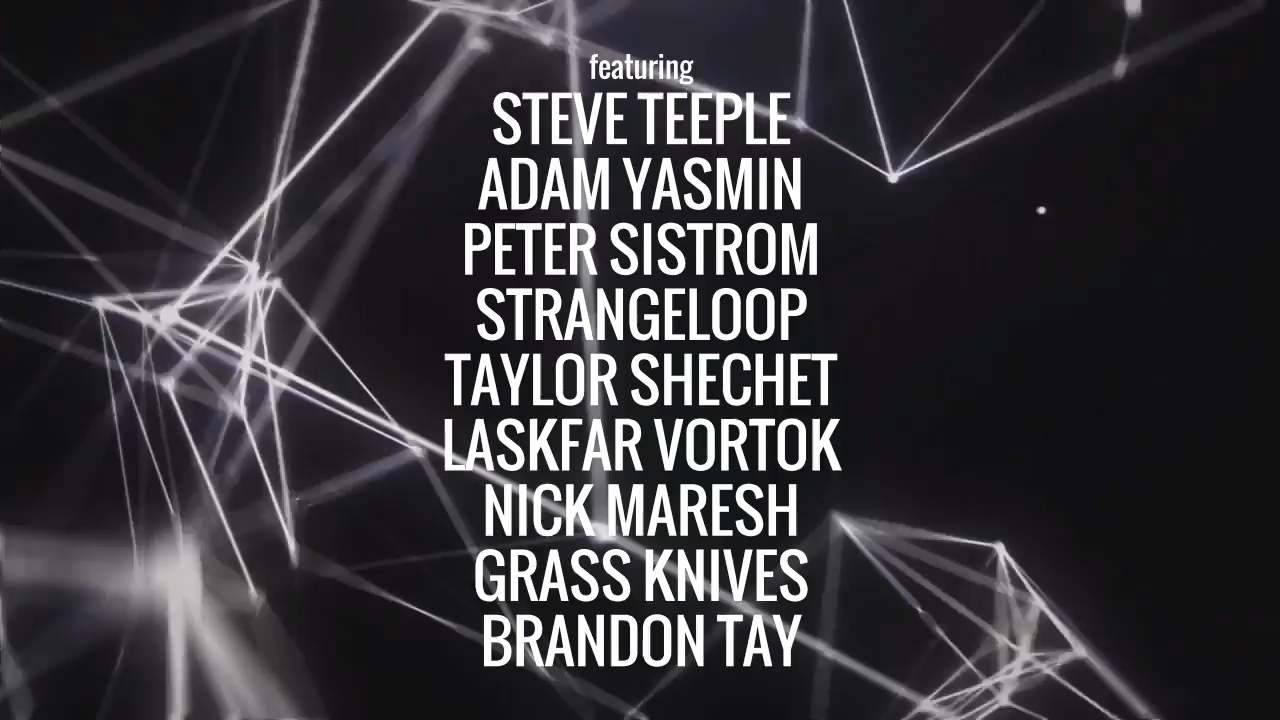 featuring
STEVE TEEPLE
ADAM YASMIN
PETER SISTROM
STRANGELOOP
TAYLOR SHECHET
LASKFAR VORTOK
NICK MARESH
GRASS KNIVES
BRANDON TAY